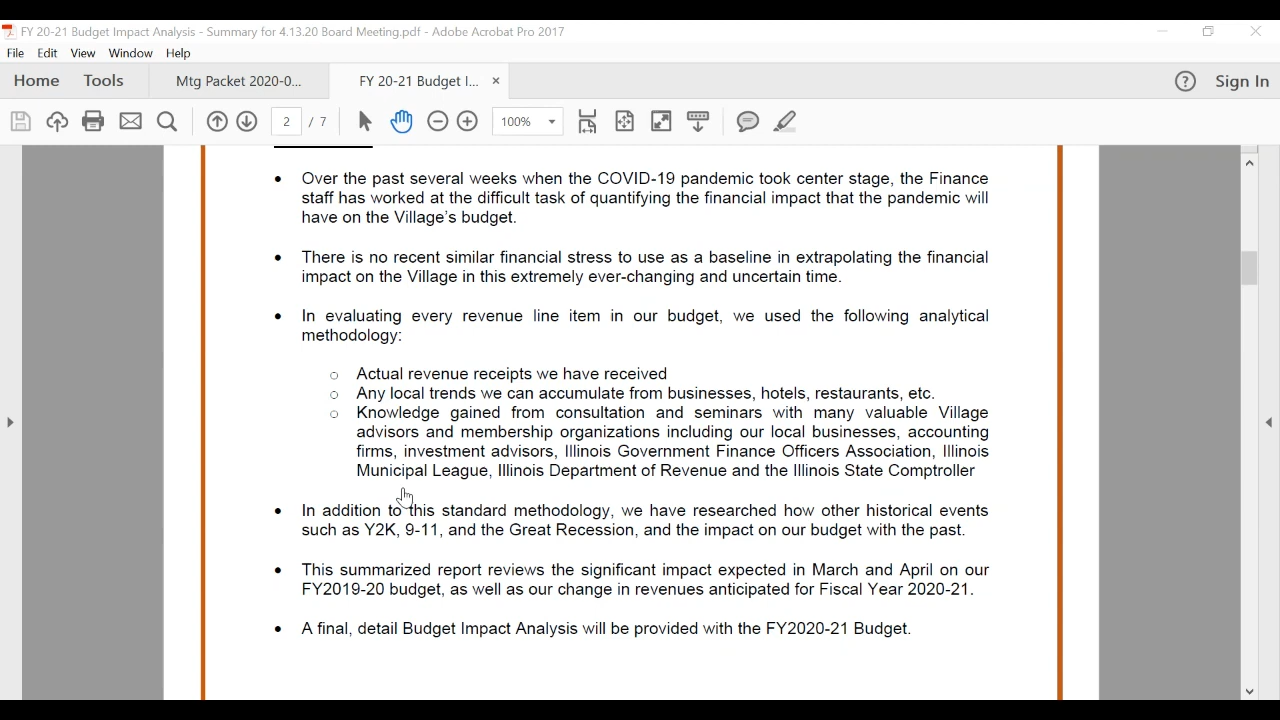 FY 20-21 Budget Impact Analysis - Summary for 4.13.20 Board Meeting.pdf - Adobe Acrobat Pro 2017
File Edit View Window Help
Home Tools Mtg Packet 2020-0... FY 20-21 Budget I... × ? Sign In
2 / 7 100%
• Over the past several weeks when the COVID-19 pandemic took center stage, the Finance
staff has worked at the difficult task of quantifying the financial impact that the pandemic will
have on the Village's budget.
• There is no recent similar financial stress to use as a baseline in extrapolating the financial
impact on the Village in this extremely ever-changing and uncertain time.
• In evaluating every revenue line item in our budget, we used the following analytical
methodology:
○ Actual revenue receipts we have received
○ Any local trends we can accumulate from businesses, hotels, restaurants, etc.
○ Knowledge gained from consultation and seminars with many valuable Village
advisors and membership organizations including our local businesses, accounting
firms, investment advisors, Illinois Government Finance Officers Association, Illinois
Municipal League, Illinois Department of Revenue and the Illinois State Comptroller
• In addition to this standard methodology, we have researched how other historical events
such as Y2K, 9-11, and the Great Recession, and the impact on our budget with the past.
• This summarized report reviews the significant impact expected in March and April on our
FY2019-20 budget, as well as our change in revenues anticipated for Fiscal Year 2020-21.
• A final, detail Budget Impact Analysis will be provided with the FY2020-21 Budget.